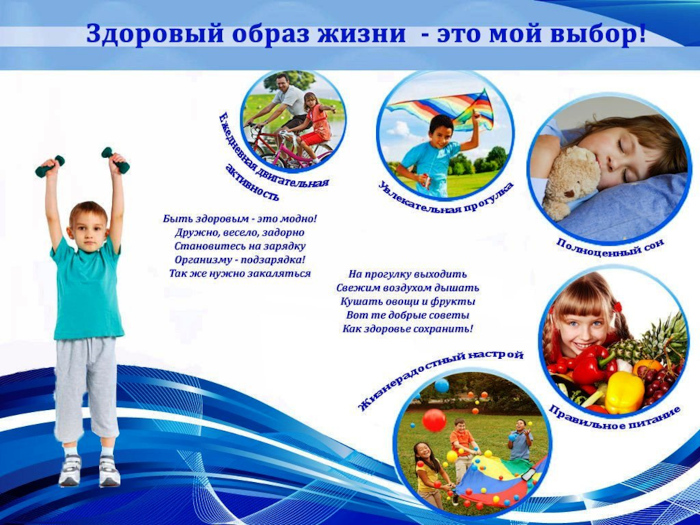 Здоровый образ жизни - это мой выбор!
Ежедневная двигательная
активность
Увлекательная прогулка
Полноценный сон
Быть здоровым - это модно!
Дружно, весело, задорно
Становитесь на зарядку
Организму - подзарядка!
Так же нужно закаляться
На прогулку выходить
Свежим воздухом дышать
Кушать овощи и фрукты
Вот те добрые советы
Как здоровье сохранить!
Жизнерадостный настрой
Правильное питание